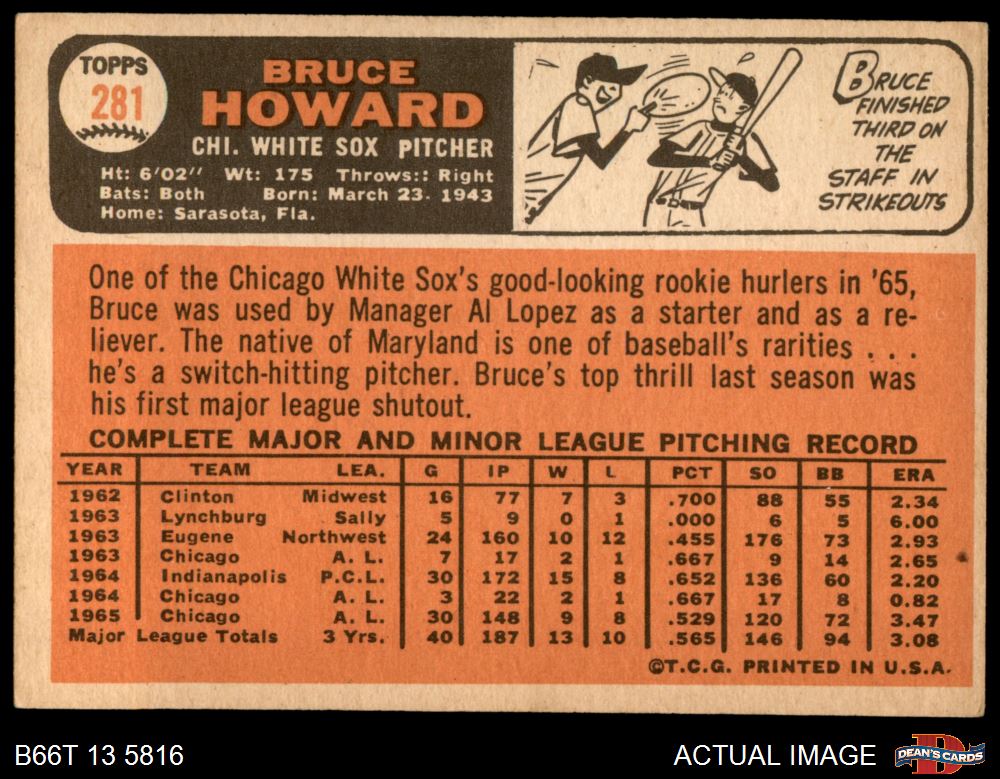 TOPPS
281
BRUCE
HOWARD
CHI. WHITE SOX PITCHER
Ht: 6'02" Wt: 175 Throws:: Right
Bats: Both Born: March 23- 1943
Home: Sarasota, Fla.
BRUCE
FINISHED
THIRD ON
THE
STAFF IN
STRIKEOUTS
One of the Chicago White Sox's good-looking rookie hurlers in '65,
Bruce was used by Manager Al Lopez as a starter and as a re-
liever. The native of Maryland is one of baseball's rarities . . .
he's a switch-hitting pitcher. Bruce's top thrill last season was
his first major league shutout.
COMPLETE MAJOR AND MINOR LEAGUE PITCHING RECORD
YEAR TEAM LEA. G IP W L PCT SO BB ERA
1962 Clinton Midwest 16 77 7 3 .700 88 55 2.34
1963 Lynchburg Sally 5 9 0 1 .000 6 5 6.00
1963 Eugene Northwest 24 160 10 12 .455 176 73 2.93
1963 Chicago A. L. 7 17 2 1 .667 9 14 2.65
1964 Indianapolis P.C.L. 30 172 15 8 .652 136 60 2.20
1964 Chicago A. L. 3 22 2 1 .667 17 8 0.82
1965 Chicago A. L. 30 148 9 8 .529 120 72 3.47
Major League Totals 3 Yrs. 40 187 13 10 .565 146 94 3.08
©T.C.G. PRINTED IN U.S.A.
B66T 13 5816
ACTUAL IMAGE
DEAN'S CARDS